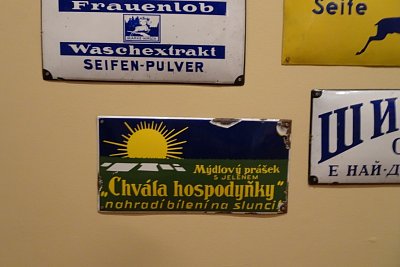 Frauenlob
Waschextrakt
SEIFEN-PULVER
Seife
Mýdlový prášek
S JELENEM
„Chvála hospodyňky"
nahradí bílení na slunci!
ШИ
Е НАЙ-Д